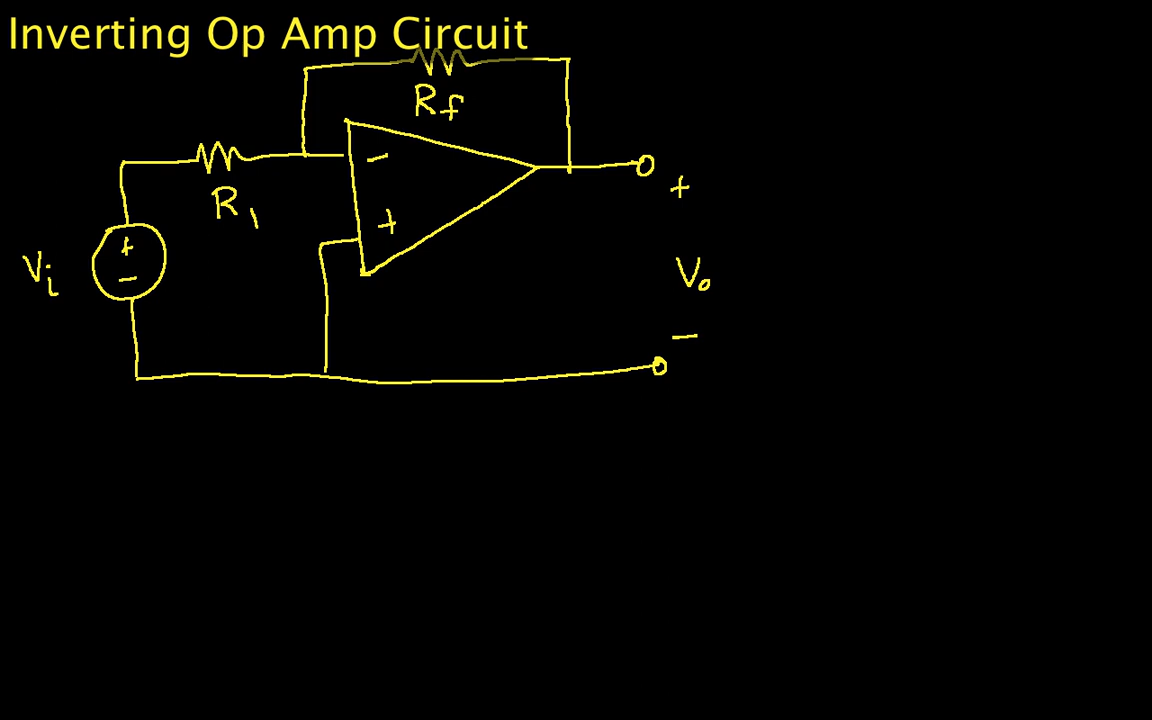 Inverting Op Amp Circuit
Rf
-
R1
+
+
+
-
Vi
Vo
-